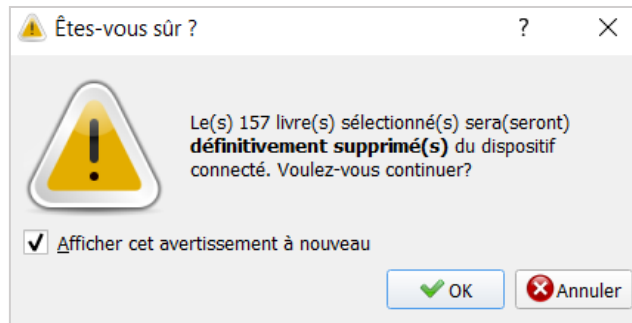 Êtes-vous sûr ?
Le(s) 157 livre(s) sélectionné(s) sera(seront)
définitivement supprimé(s) du dispositif
connecté. Voulez-vous continuer?
Afficher cet avertissement à nouveau
OK
Annuler